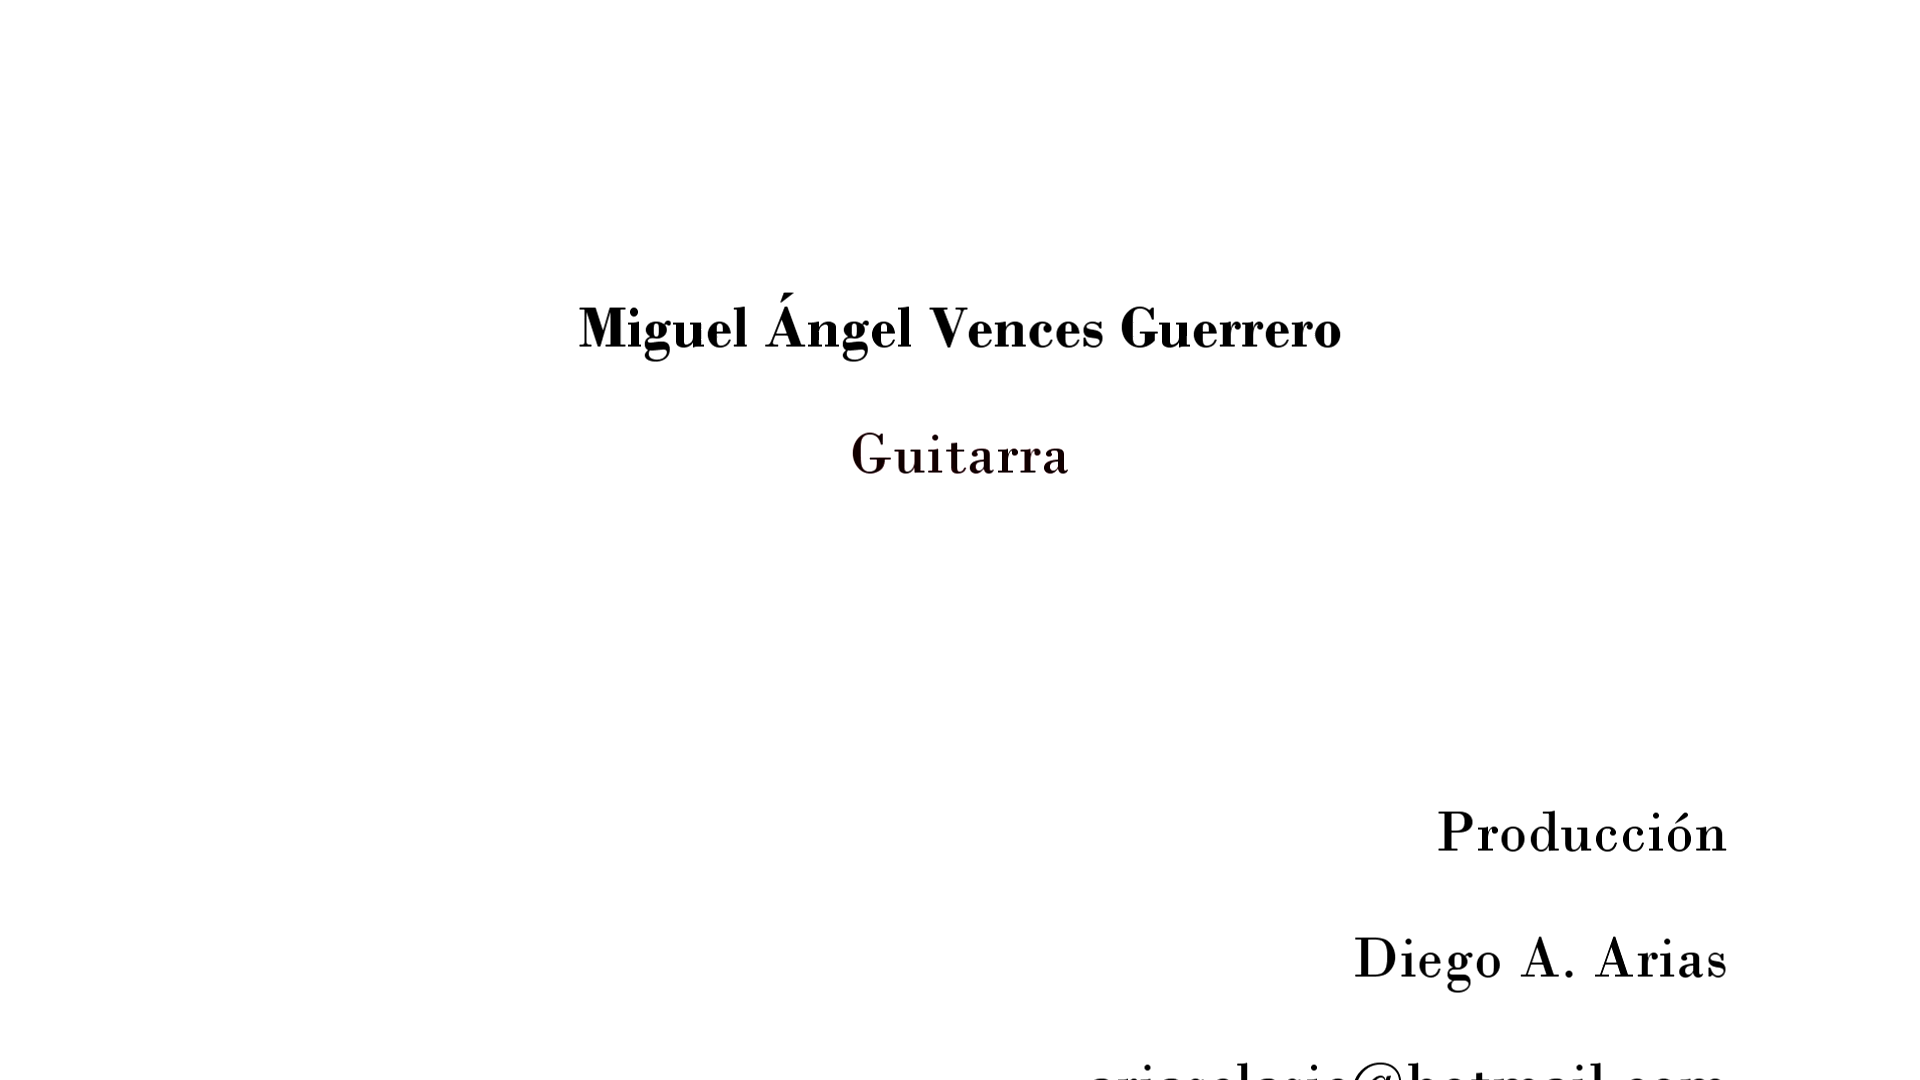 Miguel Ángel Vences Guerrero
Guitarra
Producción
Diego A. Arias